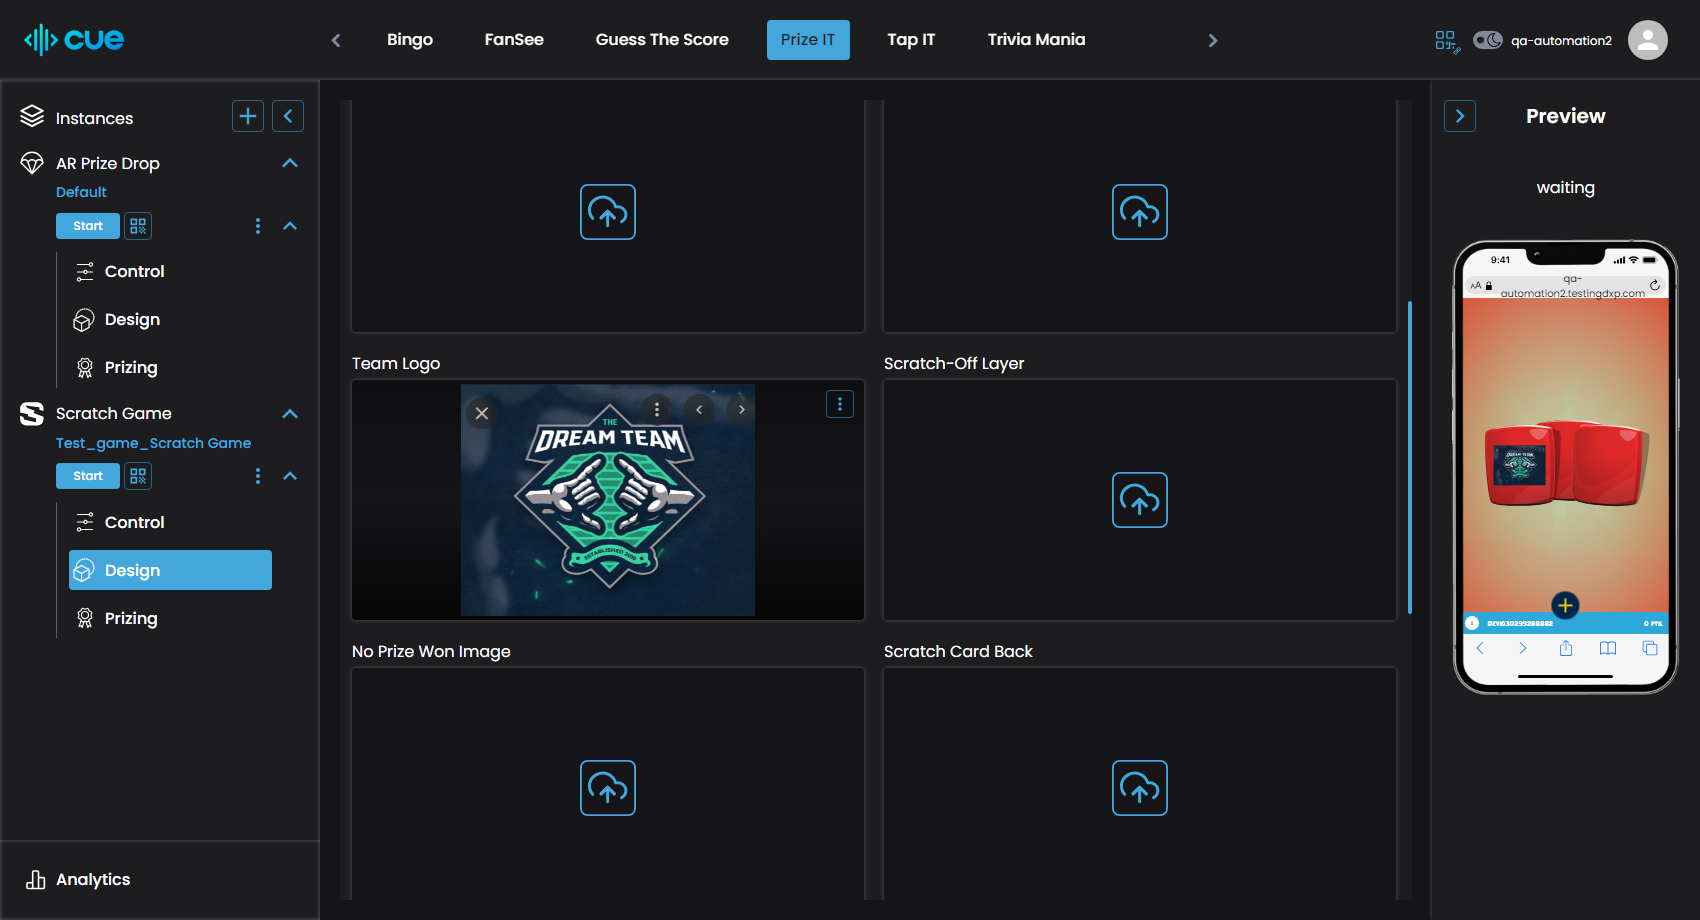 cue
Bingo
FanSee
Guess The Score
Prize IT
Tap IT
Trivia Mania
qa-automation2
Instances
AR Prize Drop
Default
Start
Control
Design
Prizing
Scratch Game
Test_game_Scratch Game
Start
Control
Design
Prizing
Analytics
Team Logo
THE
DREAM TEAM
ESTABLISHED 2019
Scratch-Off Layer
No Prize Won Image
Scratch Card Back
Preview
waiting
9:41
AA
qa-
automation2.testingdxp.com
DREAM TEAM
0 PTS.